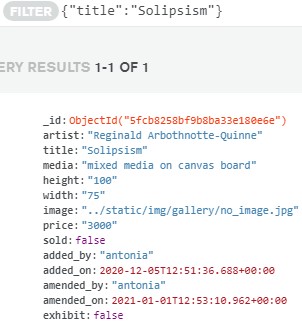 FILTER {"title":"Solipsism"}
ERY RESULTS 1-1 OF 1
_id: ObjectId("5fcb8258bf9b8ba33e180e6e")
artist: "Reginald Arbothnotte-Quinne"
title: "Solipsism"
media: "mixed media on canvas board"
height: "100"
width: "75"
image: "../static/img/gallery/no_image.jpg"
price: "3000"
sold: false
added_by: "antonia"
added_on: 2020-12-05T12:51:36.688+00:00
amended_by: "antonia"
amended_on: 2021-01-01T12:53:10.962+00:00
exhibit: false